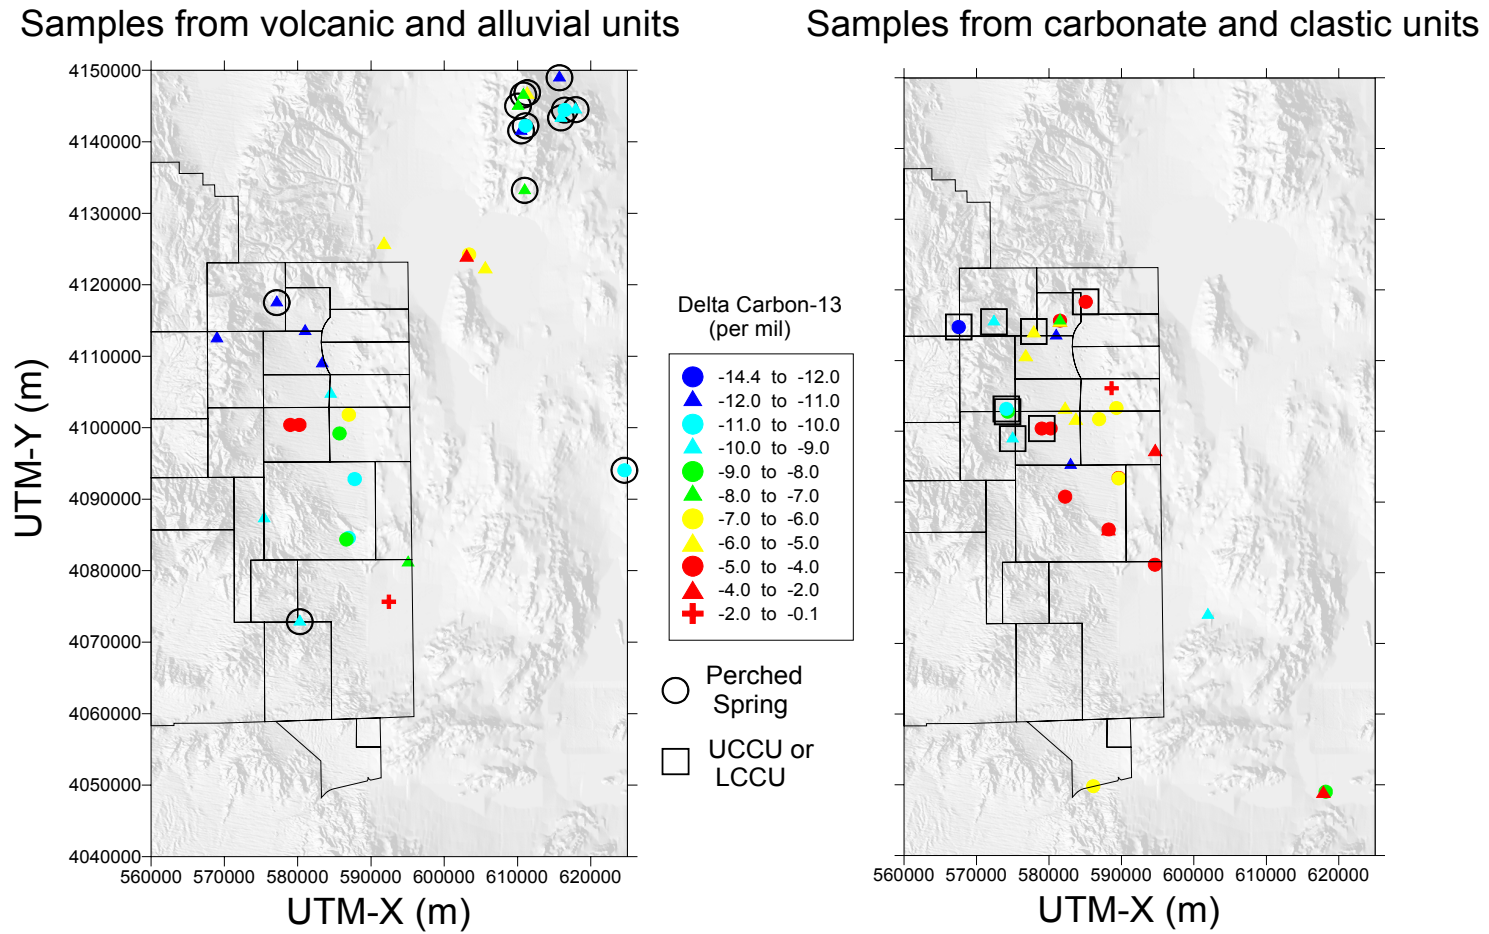 Samples from volcanic and alluvial units
Samples from carbonate and clastic units
4150000
4140000
4130000
4120000
4110000
4100000
4090000
4080000
4070000
4060000
4050000
4040000
UTM-Y (m)
560000 570000 580000 590000 600000 610000 620000
UTM-X (m)
Delta Carbon-13
(per mil)
-14.4 to -12.0
-12.0 to -11.0
-11.0 to -10.0
-10.0 to -9.0
-9.0 to -8.0
-8.0 to -7.0
-7.0 to -6.0
-6.0 to -5.0
-5.0 to -4.0
-4.0 to -2.0
-2.0 to -0.1
Perched
Spring
UCCU or
LCCU
560000 570000 580000 590000 600000 610000 620000
UTM-X (m)